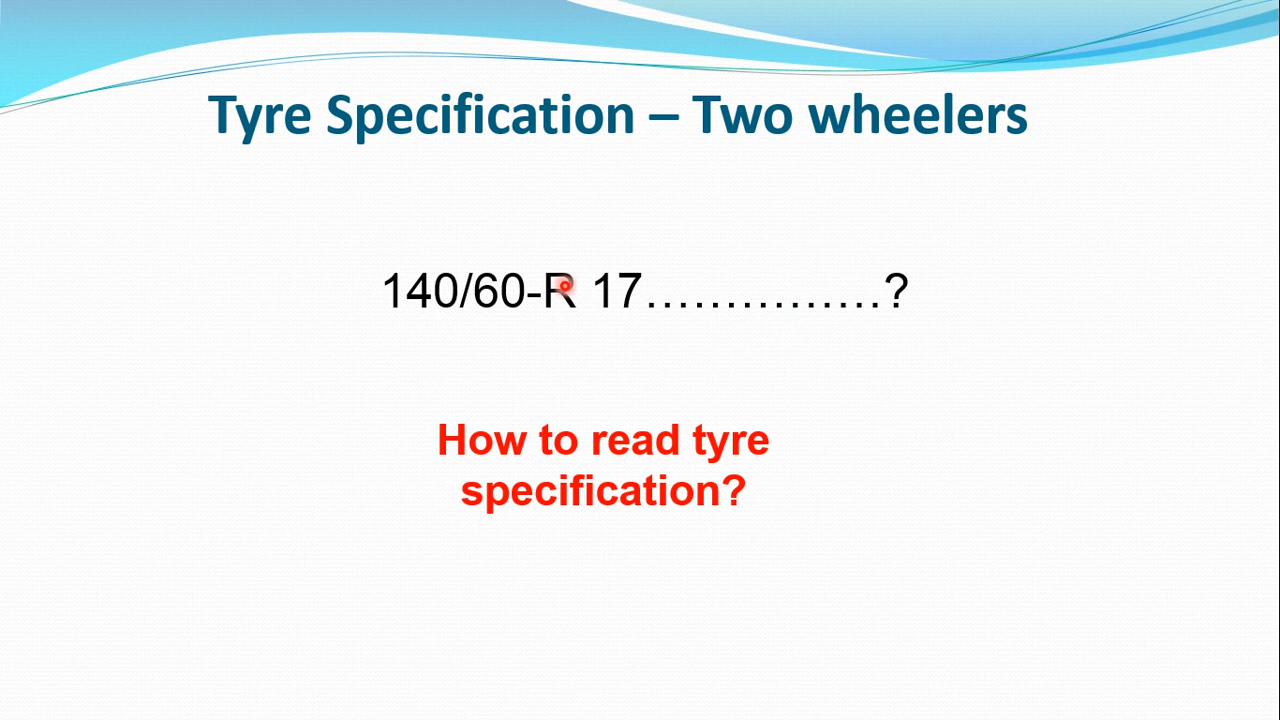 Tyre Specification – Two wheelers
140/60-R 17……………?
How to read tyre
specification?